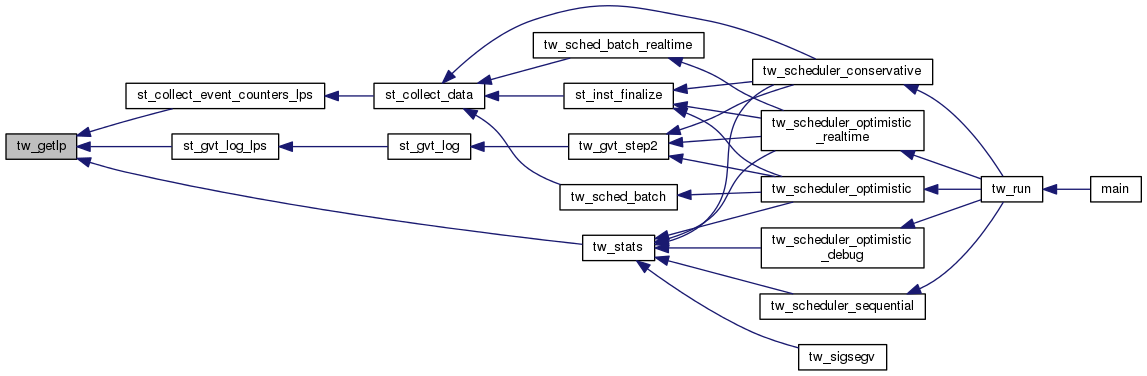 tw_getlp
st_collect_event_counters_lps
st_gvt_log_lps
st_collect_data
st_gvt_log
tw_sched_batch_realtime
st_inst_finalize
tw_gvt_step2
tw_sched_batch
tw_stats
tw_scheduler_conservative
tw_scheduler_optimistic
_realtime
tw_scheduler_optimistic
tw_scheduler_optimistic
_debug
tw_scheduler_sequential
tw_sigsegv
tw_run
main